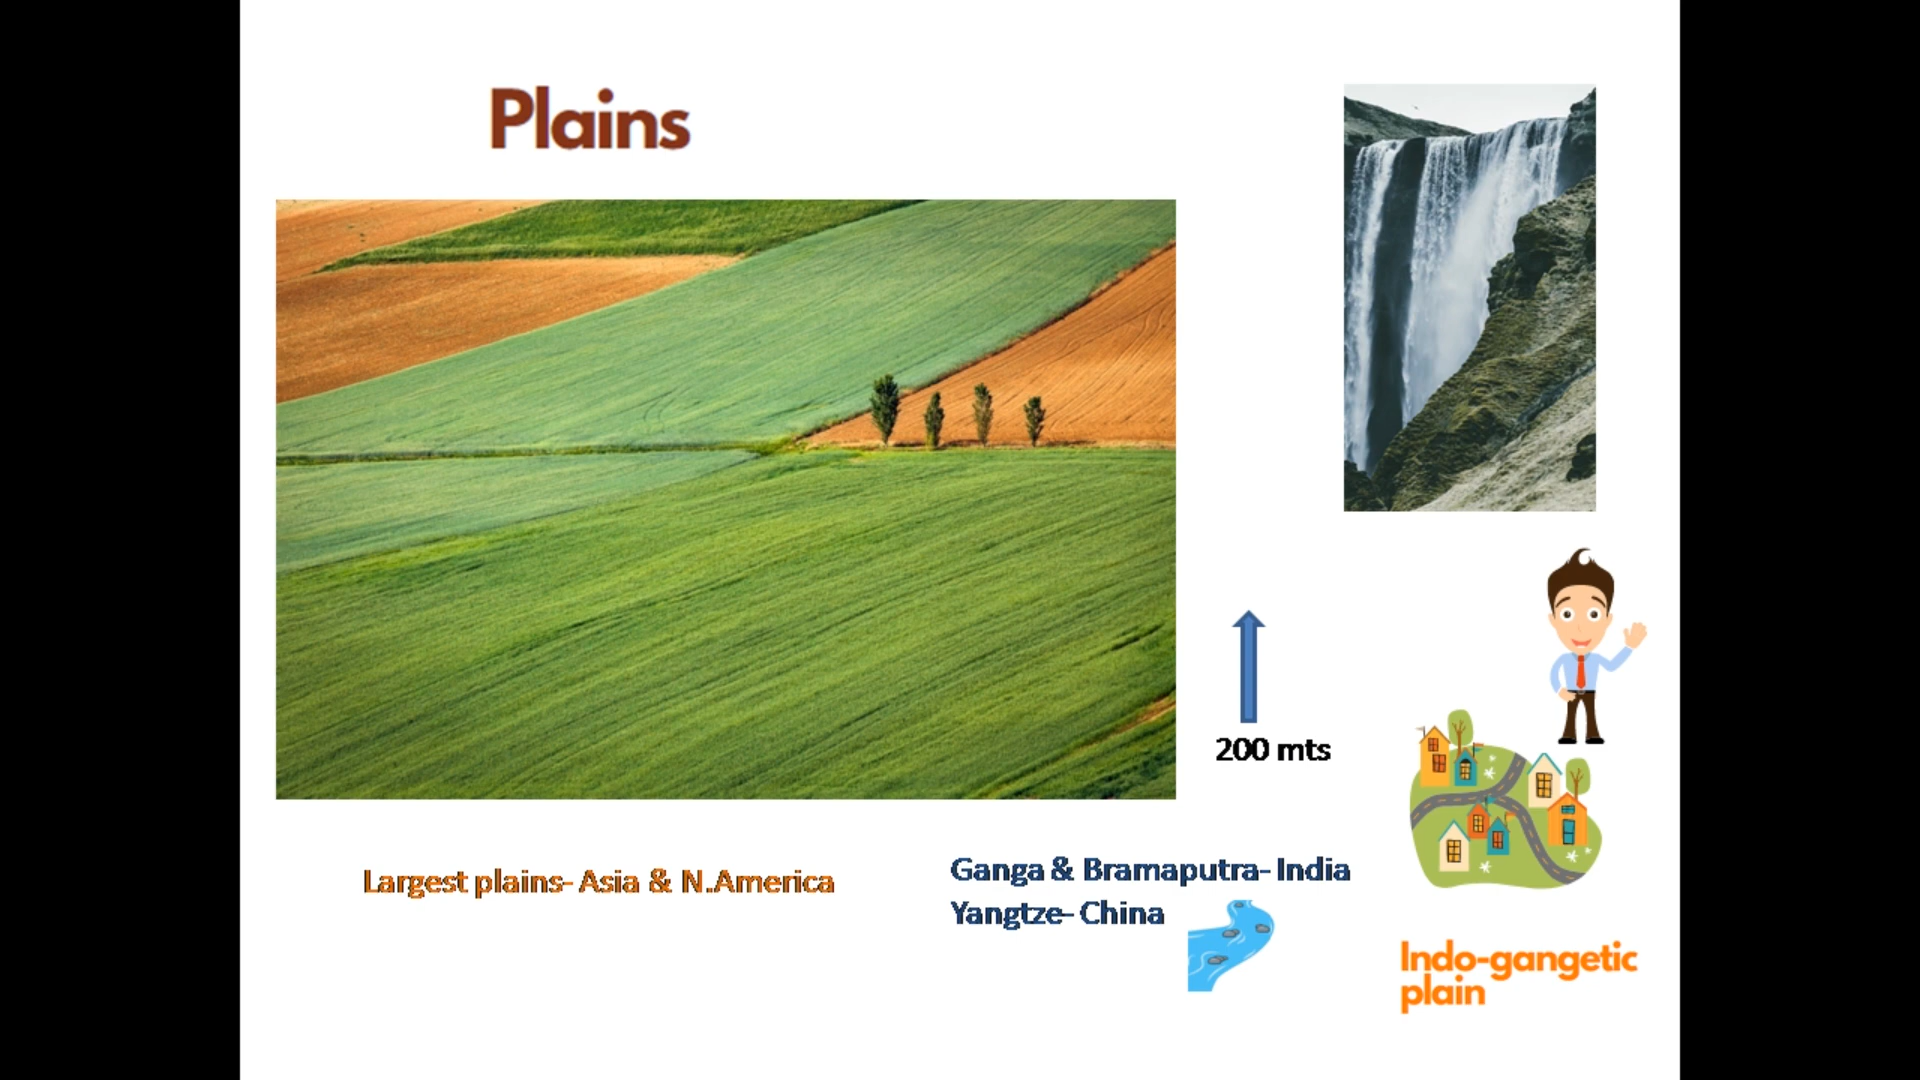 Plains
200 mts
Largest plains- Asia & N.America
Ganga & Bramaputra- India
Yangtze- China
Indo-gangetic
plain